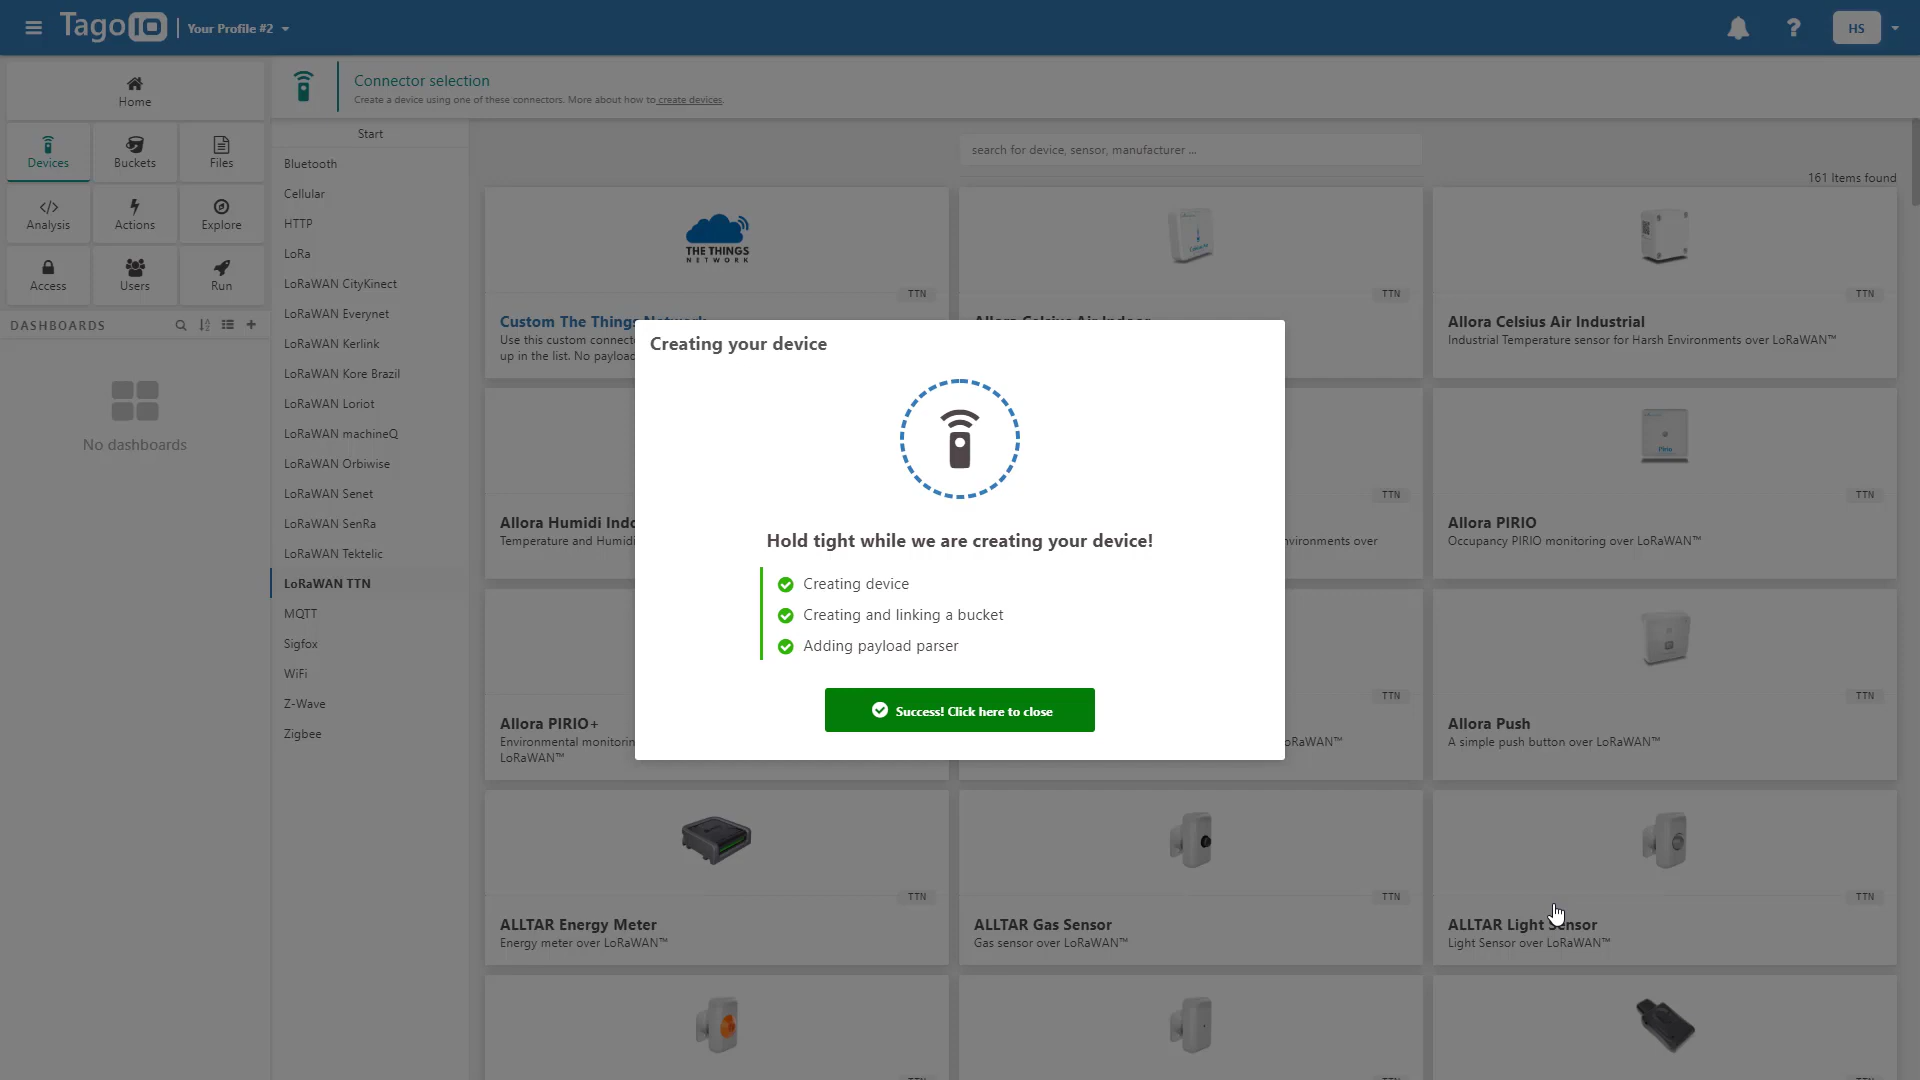 TagoIO
Your Profile #2
HS
Home
Devices
Buckets
Files
Analysis
Actions
Explore
Access
Users
Run
DASHBOARDS
No dashboards
Connector selection
Create a device using one of these connectors. More about how to create devices.
Start
Bluetooth
Cellular
HTTP
LoRa
LoRaWAN CityKinect
LoRaWAN Everynet
LoRaWAN Kerlink
LoRaWAN Kore Brazil
LoRaWAN Loriot
LoRaWAN machineQ
LoRaWAN Orbiwise
LoRaWAN Senet
LoRaWAN SenRa
LoRaWAN Tektelic
LoRaWAN TTN
MQTT
Sigfox
WiFi
Z-Wave
Zigbee
search for device, sensor, manufacturer ...
161 Items found
THE THINGS
NETWORK
TTN
Custom The Things
Use this custom
up in the list. No
TTN
TTN
Allora Celsius Air Industrial
Industrial Temperature sensor for Harsh Environments over LoRaWAN™
Creating your device
Hold tight while we are creating your device!
Creating device
Creating and linking a bucket
Adding payload parser
Success! Click here to close
Allora Humidi
Temperature and
TTN
over
TTN
Allora PIRIO
Occupancy PIRIO monitoring over LoRaWAN™
Allora PIRIO+
Environmental
LoRaWAN™
TTN
TTN
Allora Push
A simple push button over LoRaWAN™
TTN
ALLTAR Energy Meter
Energy meter over LoRaWAN™
TTN
ALLTAR Gas Sensor
Gas sensor over LoRaWAN™
TTN
ALLTAR Light Sensor
Light Sensor over LoRaWAN™